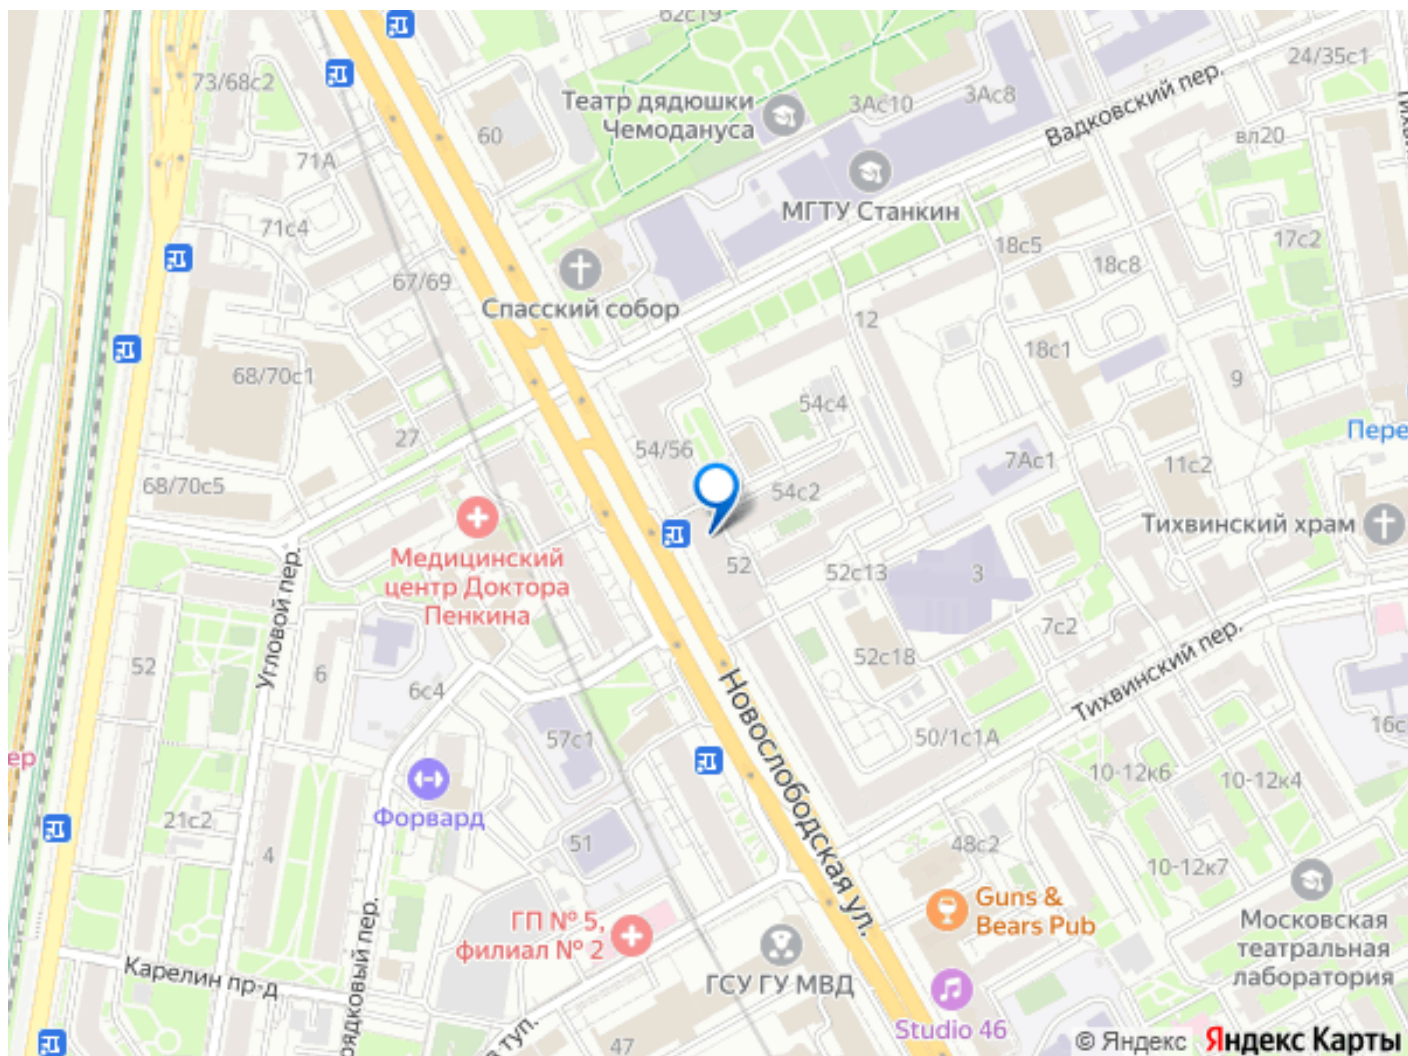 62с19
24/35с1
73/68с2
Театр дядюшки
Чемодануса
3Ас10
3Ас8
Вадковский пер.
60
вл20
71А
МГТУ Станкин
71с4
18с5
17с2
18с8
67/69
Спасский собор
12
18с1
68/70с1
9
54с4
27
54/56
Пере
7Ас1
11с2
68/70с5
54с2
Тихвинский храм
Медицинский
центр Доктора
Пенкина
52
52с13
3
Угловой пер.
7с2
Тихвинский пер.
52
6
52с18
6с4
Новослободская ул.
16с
57с1
50/1с1А
ер
10-12к6
10-12к4
Форвард
21с2
51
48с2
4
10-12к7
Guns &
Bears Pub
ГП № 5,
филиал № 2
Московская
театральная
лаборатория
Карелин пр-д
рядковый пер.
ГСУ ГУ МВД
Studio 46
туп.
47
© Яндекс Яндекс Карты